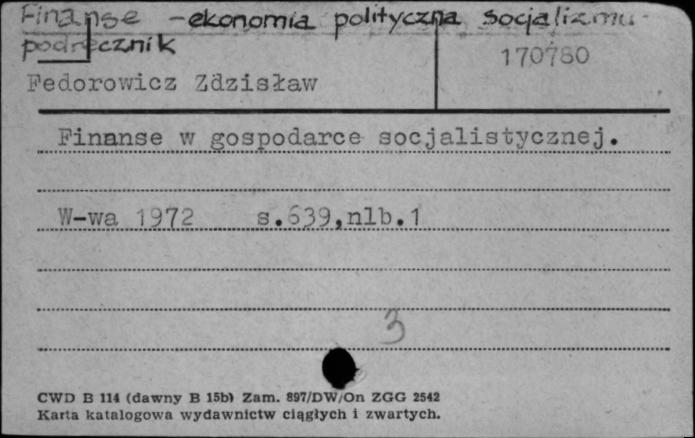 Finanse - ekonomia polityczna socjalizmu -
podręcznik
170780
Fedorowicz Zdzisław
Finanse w gospodarce socjalistycznej.
W-wa 1972 s.639,nlb.1
3
CWD B 114 (dawny B 15b) Zam. 897/DW/On ZGG 2542
Karta katalogowa wydawnictw ciągłych i zwartych.